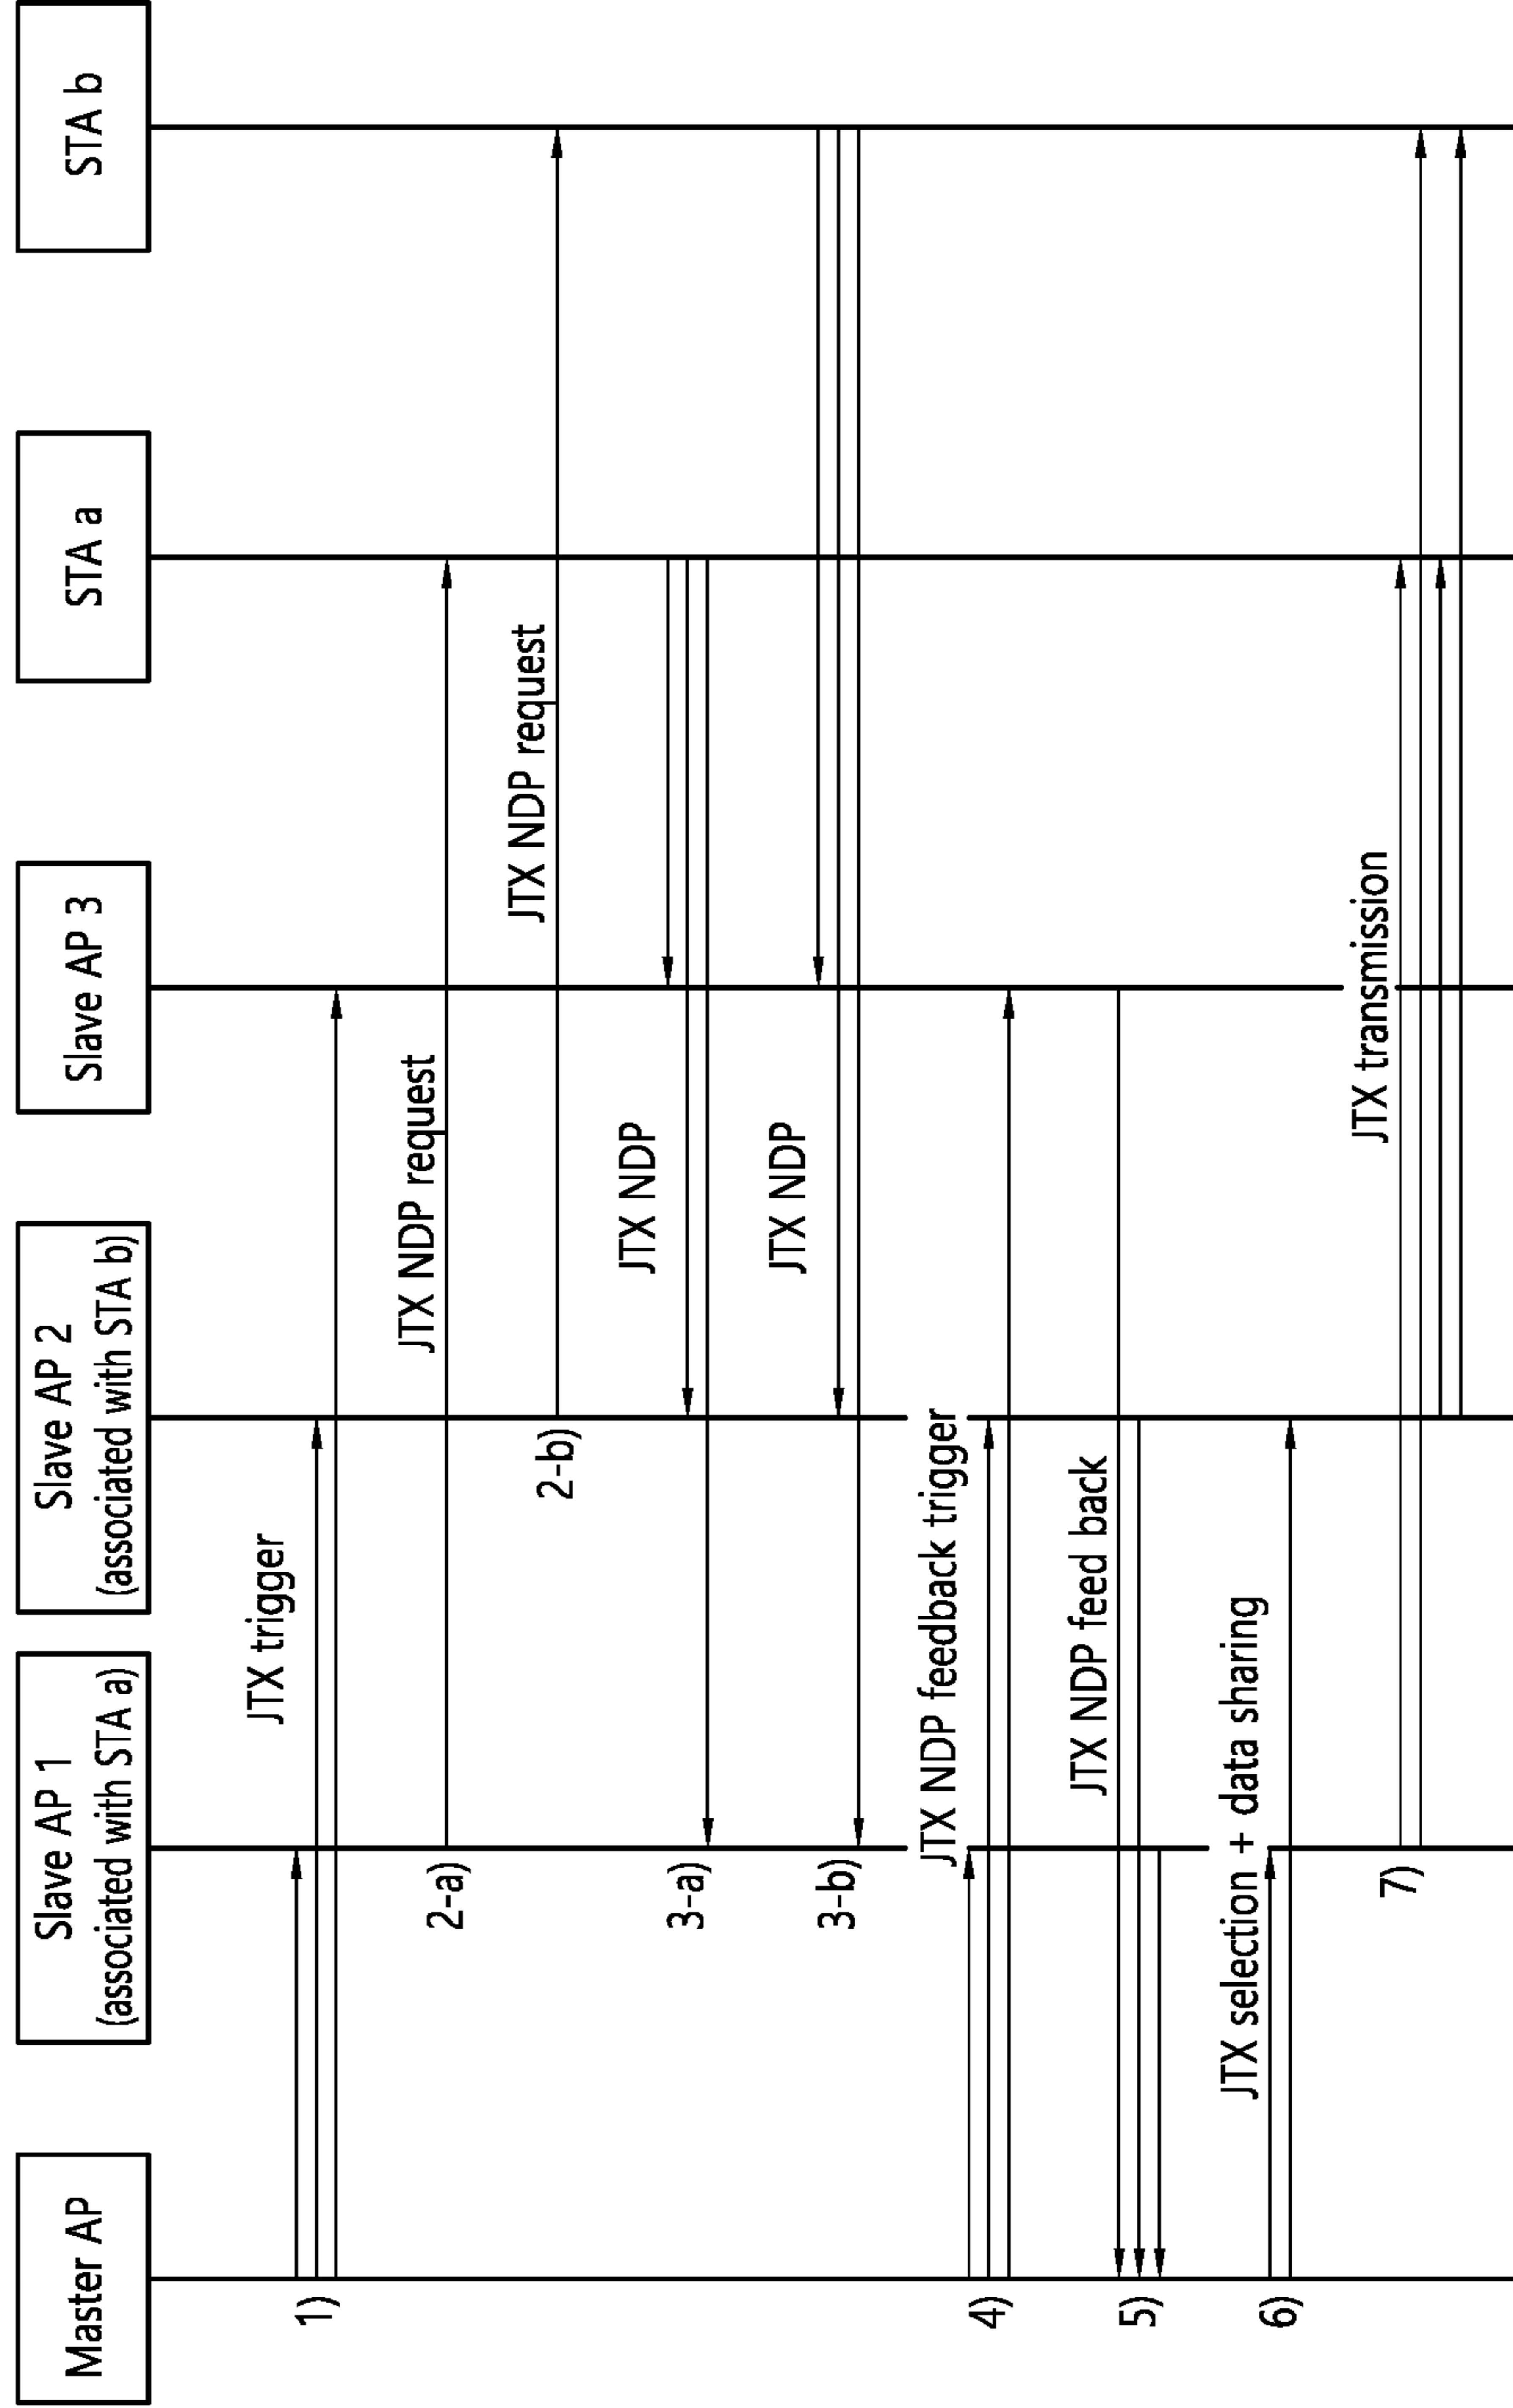 Master AP
Slave AP 1
(associated with STA a)
Slave AP 2
(associated with STA b)
Slave AP 3
STA a
STA b
JTX trigger
1)
JTX NDP request
2-a)
JTX NDP request
2-b)
JTX NDP
3-a)
JTX NDP
3-b)
JTX NDP feedback trigger
4)
JTX NDP feed back
5)
JTX selection + data sharing
6)
JTX transmission
7)